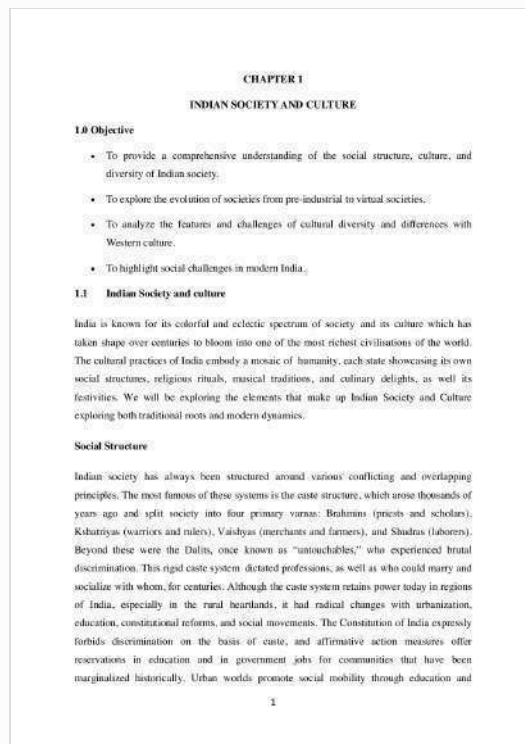 CHAPTER 1
INDIAN SOCIETY AND CULTURE
1.0 Objective
• To provide a comprehensive understanding of the social structure, culture, and
diversity of Indian society.
• To explore the evolution of societies from pre-industrial to virtual societies.
• To analyze the features and challenges of cultural diversity and differences with
Western culture.
• To highlight social challenges in modern India.
1.1 Indian Society and culture
India is known for its colorful and eclectic spectrum of society and its culture which has
taken shape over centuries to bloom into one of the most richest civilisations of the world.
The cultural practices of India embody a mosaic of humanity, each state showcasing its own
social structures, religious rituals, musical traditions, and culinary delights, as well its
festivities. We will be exploring the elements that make up Indian Society and Culture
exploring both traditional roots and modern dynamics.
Social Structure
Indian society has always been structured around various conflicting and overlapping
principles. The most famous of these systems is the caste structure, which arose thousands of
years ago and split society into four primary varnas: Brahmins (priests and scholars),
Kshatriyas (warriors and rulers), Vaishyas (merchants and farmers), and Shudras (laborers).
Beyond these were the Dalits, once known as “untouchables,” who experienced brutal
discrimination. This rigid caste system dictated professions, as well as who could marry and
socialize with whom, for centuries. Although the caste system retains power today in regions
of India, especially in the rural heartlands, it had radical changes with urbanization,
education, constitutional reforms, and social movements. The Constitution of India expressly
forbids discrimination on the basis of caste, and affirmative action measures offer
reservations in education and in government jobs for communities that have been
marginalized historically. Urban worlds promote social mobility through education and
1